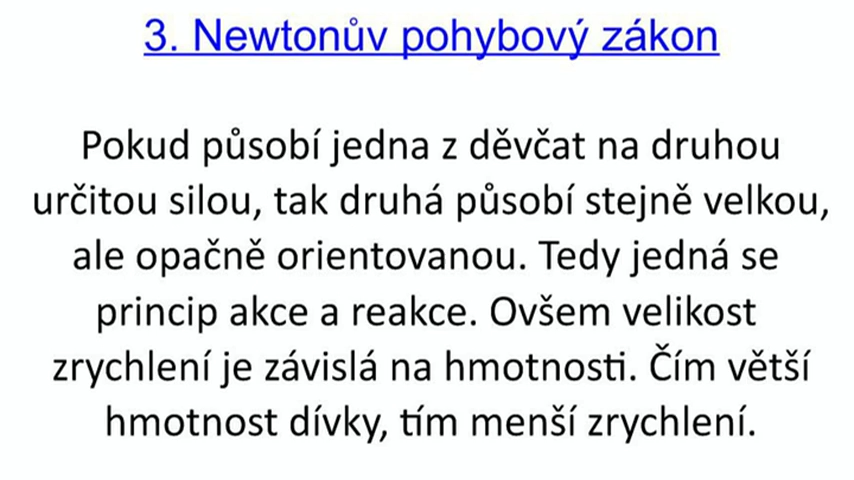 3. Newtonův pohybový zákon
Pokud působí jedna z děvčat na druhou
určitou silou, tak druhá působí stejně velkou,
ale opačně orientovanou. Tedy jedná se
princip akce a reakce. Ovšem velikost
zrychlení je závislá na hmotnosti. Čím větší
hmotnost dívky, tím menší zrychlení.